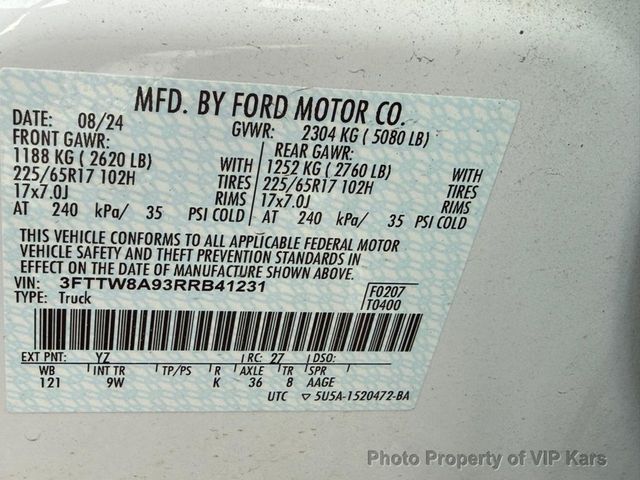 MFD. BY FORD MOTOR CO.
DATE: 08/24 GVWR: 2304 KG ( 5080 LB)
FRONT GAWR: REAR GAWR:
1188 KG ( 2620 LB) WITH 1252 KG ( 2760 LB) WITH
225/65R17 102H TIRES 225/65R17 102H TIRES
17x7.0J RIMS 17x7.0J RIMS
AT 240 kPa/ 35 PSI COLD AT 240 kPa/ 35 PSI COLD
THIS VEHICLE CONFORMS TO ALL APPLICABLE FEDERAL MOTOR
VEHICLE SAFETY AND THEFT PREVENTION STANDARDS IN
EFFECT ON THE DATE OF MANUFACTURE SHOWN ABOVE.
VIN: 3FTTW8A93RRB41231 F0207
TYPE: Truck T0400
EXT PNT: YZ RC: 27 DSO:
WB INT TR TP/PS R AXLE TR SPR
121 9W K 36 8 AAGE
UTC ▽ 5U5A-1520472-BA
Photo Property of VIP Kars